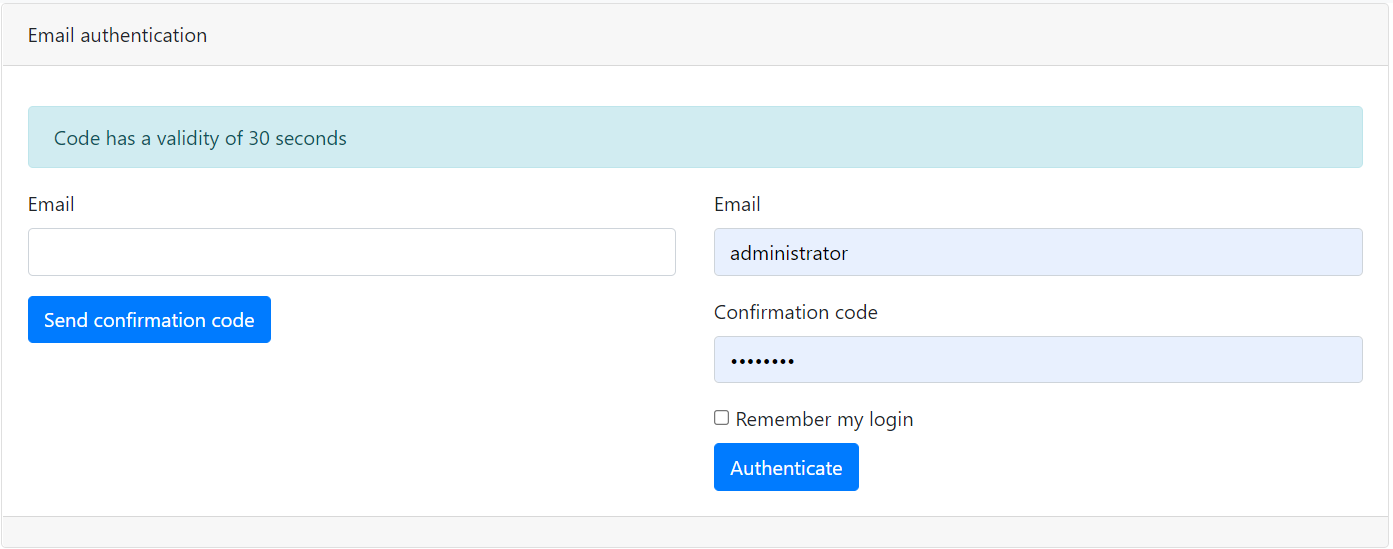 Email authentication
Code has a validity of 30 seconds
Email
Send confirmation code
Email
administrator
Confirmation code
••••••••
Remember my login
Authenticate